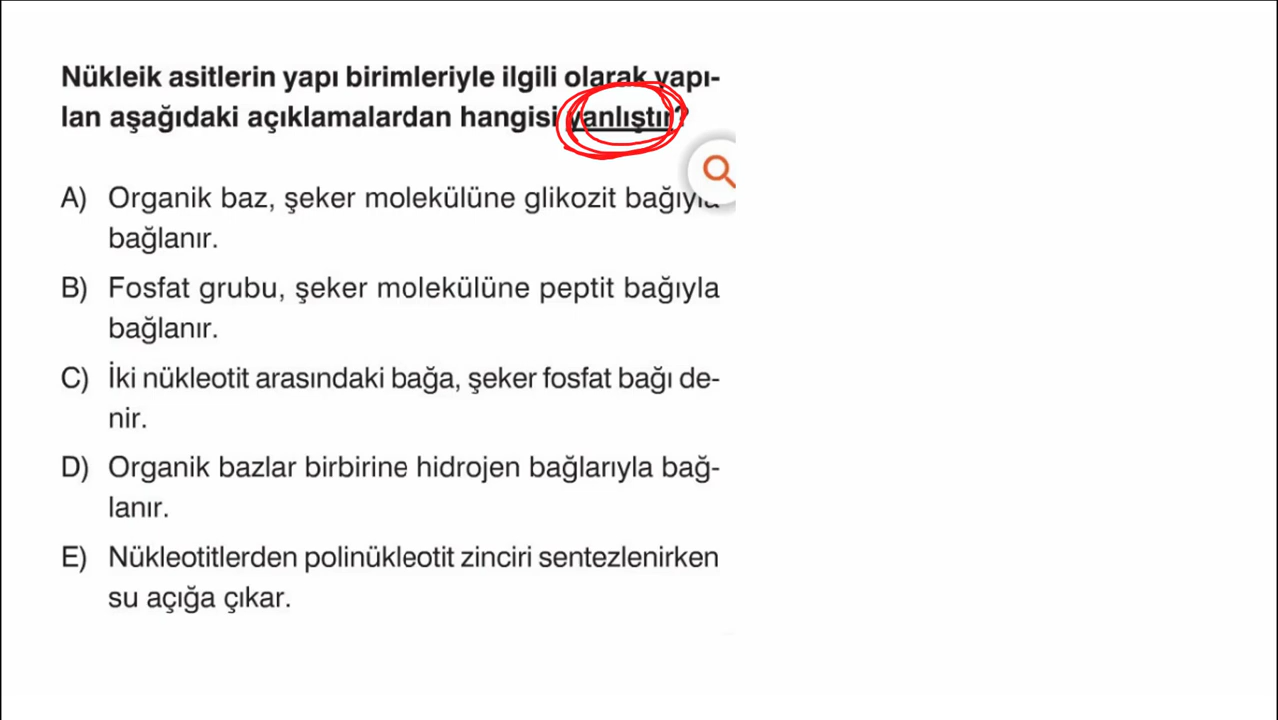 Nükleik asitlerin yapı birimleriyle ilgili olarak yapı-
lan aşağıdaki açıklamalardan hangisi yanlıştır?
A) Organik baz, şeker molekülüne glikozit bağıyla
bağlanır.
B) Fosfat grubu, şeker molekülüne peptit bağıyla
bağlanır.
C) İki nükleotit arasındaki bağa, şeker fosfat bağı de-
nir.
D) Organik bazlar birbirine hidrojen bağlarıyla bağ-
lanır.
E) Nükleotitlerden polinükleotit zinciri sentezlenirken
su açığa çıkar.